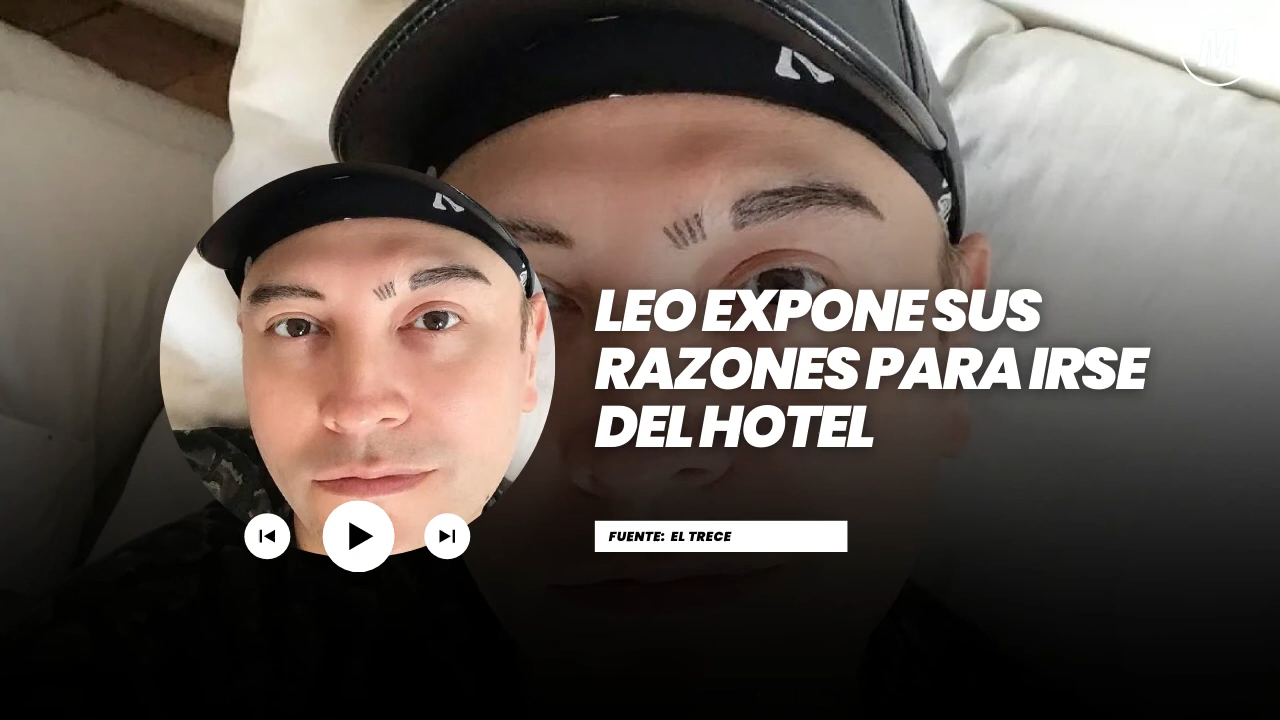 LEO EXPONE SUS
RAZONES PARA IRSE
DEL HOTEL
FUENTE: EL TRECE